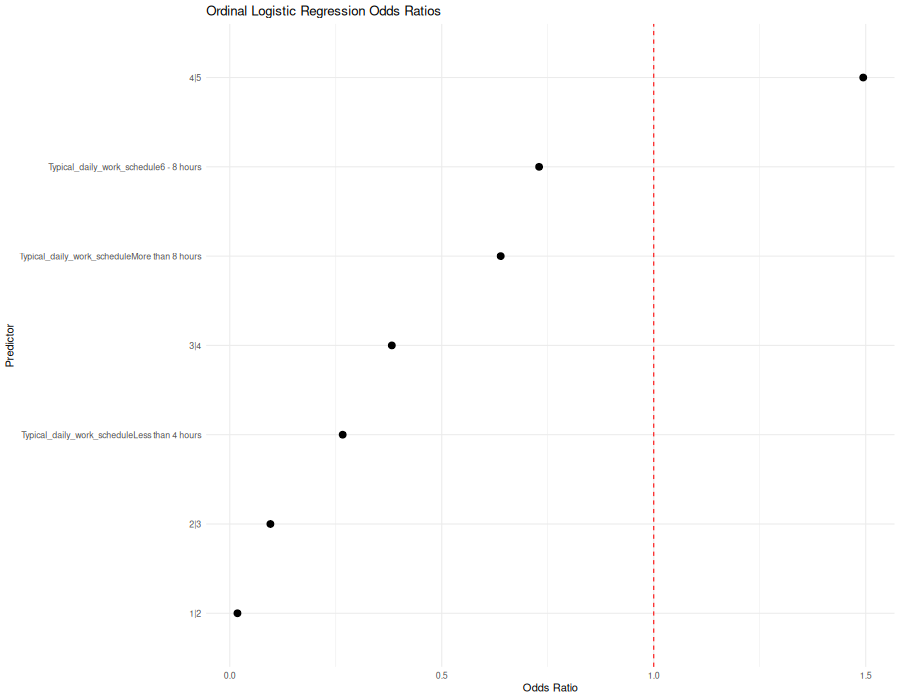 Ordinal Logistic Regression Odds Ratios
4|5
Typical_daily_work_schedule6 - 8 hours
Typical_daily_work_scheduleMore than 8 hours
3|4
Typical_daily_work_scheduleLess than 4 hours
2|3
1|2
Predictor
0.0 0.5 1.0 1.5
Odds Ratio